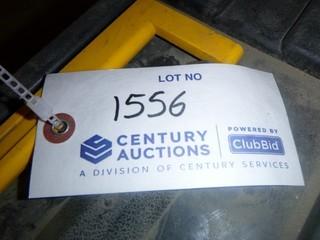 LOT NO
1556
CENTURY AUCTIONS
POWERED BY ClubBid
A DIVISION OF CENTURY SERVICES